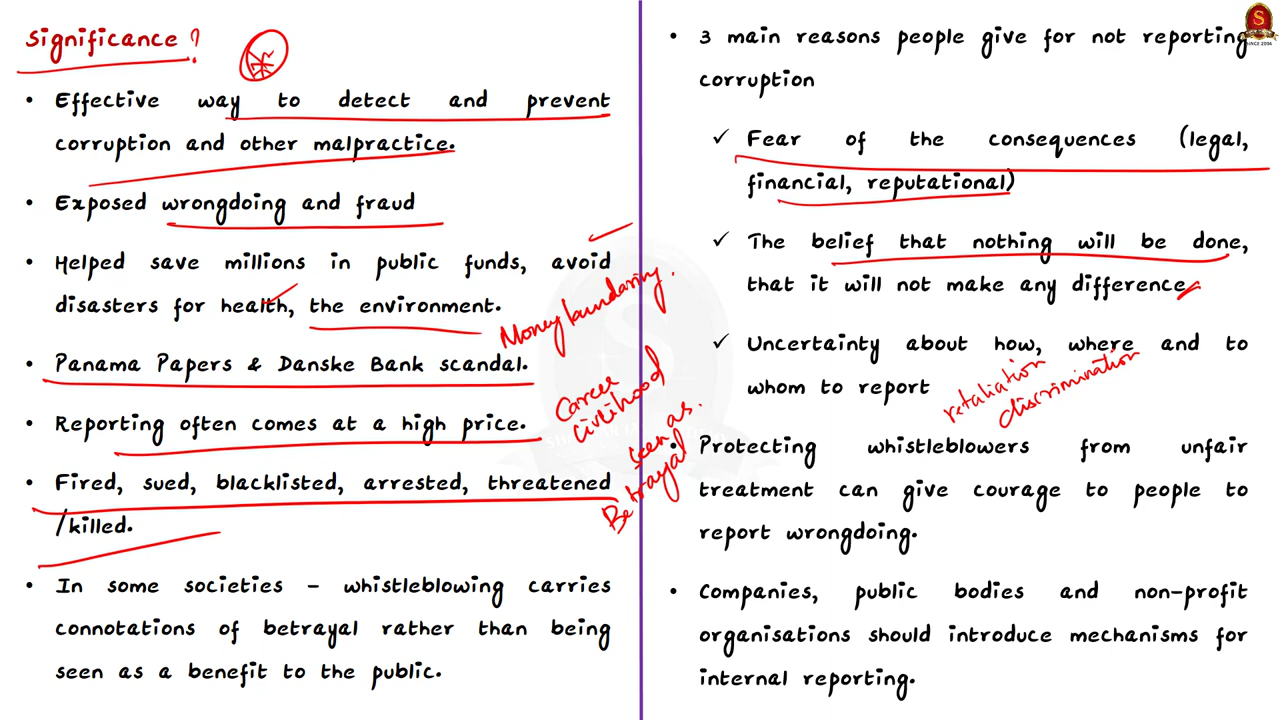 Significance ?
• Effective way to detect and prevent
corruption and other malpractice.
• Exposed wrongdoing and fraud
• Helped save millions in public funds, avoid
disasters for health, the environment.
Money laundaring.
• Panama Papers & Danske Bank scandal.
Career
livlihood
• Reporting often comes at a high price.
seen as.
Betrayal
• Fired, sued, blacklisted, arrested, threatened
/killed.
• In some societies – whistleblowing carries
connotations of betrayal rather than being
seen as a benefit to the public.
• 3 main reasons people give for not reporting
corruption
✓ Fear of the consequences (legal,
financial, reputational)
✓ The belief that nothing will be done,
that it will not make any difference
✓ Uncertainty about how, where and to
whom to report
retaliation
discrimination
• Protecting whistleblowers from unfair
treatment can give courage to people to
report wrongdoing.
• Companies, public bodies and non-profit
organisations should introduce mechanisms for
internal reporting.
S
SINCE 2004